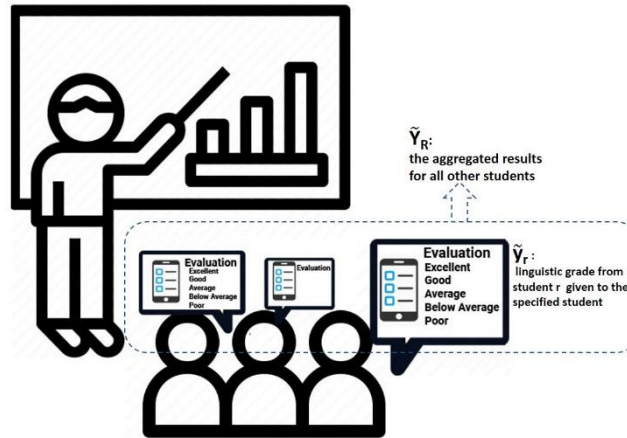 Ỹ_R:
the aggregated results
for all other students
Evaluation
Excellent
Good
Average
Below Average
Poor
Evaluation
Evaluation
Excellent
Good
Average
Below Average
Poor
ỹ_r :
linguistic grade from
student r given to the
specified student